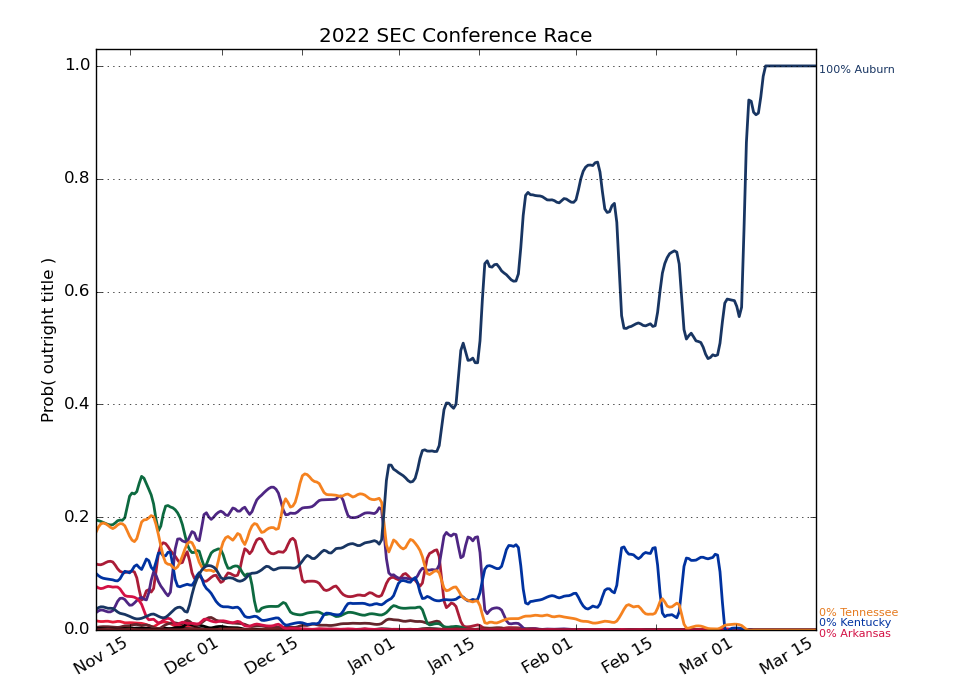 2022 SEC Conference Race
Prob( outright title )
1.0
0.8
0.6
0.4
0.2
0.0
Nov 15
Dec 01
Dec 15
Jan 01
Jan 15
Feb 01
Feb 15
Mar 01
Mar 15
100% Auburn
0% Tennessee
0% Kentucky
0% Arkansas